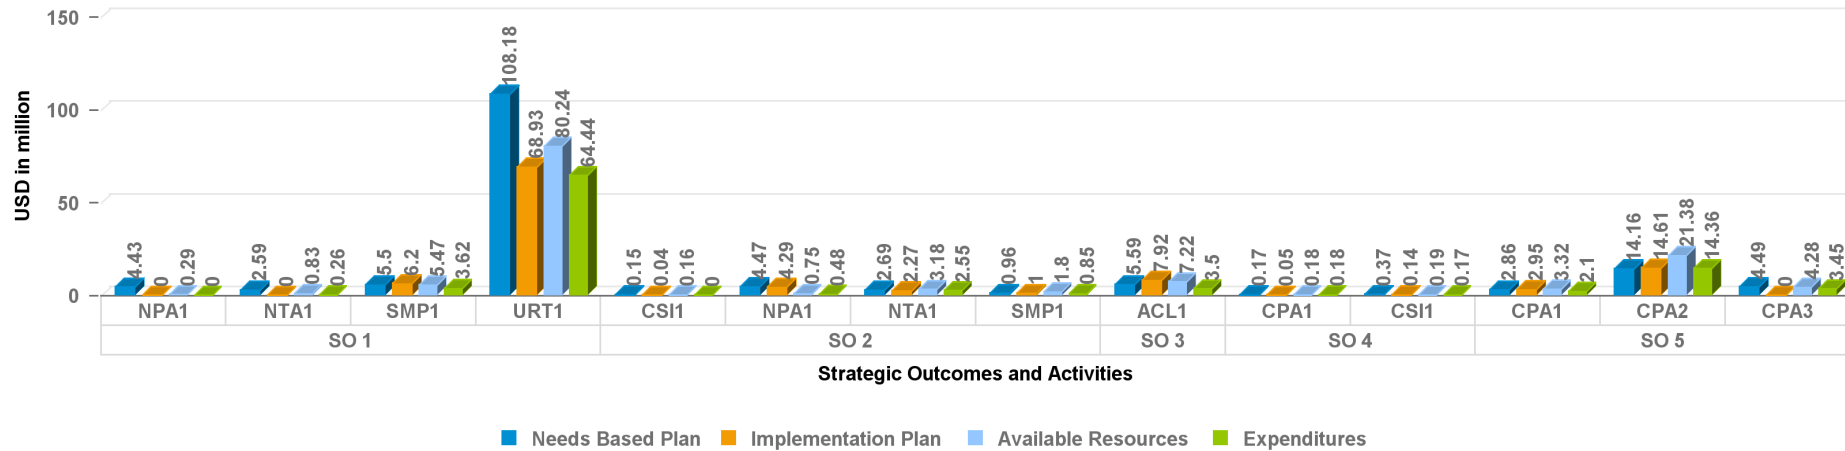 150
100
50
0
USD in million
4.43 0 0.29 0
2.59 0 0.83 0.26
5.5 6.2 5.47 3.62
108.18 68.93 80.24 64.44
0.15 0.04 0.16 0
4.47 4.29 0.75 0.48
2.69 2.27 3.18 2.55
0.96 1 1.8 0.85
5.59 7.92 7.22 3.5
0.17 0.05 0.18 0.18
0.37 0.14 0.19 0.17
2.86 2.95 3.32 2.1
14.16 14.61 21.38 14.36
4.49 0 4.28 3.45
NPA1 NTA1 SMP1 URT1 CSI1 NPA1 NTA1 SMP1 ACL1 CPA1 CSI1 CPA1 CPA2 CPA3
SO 1 SO 2 SO 3 SO 4 SO 5
Strategic Outcomes and Activities
Needs Based Plan Implementation Plan Available Resources Expenditures